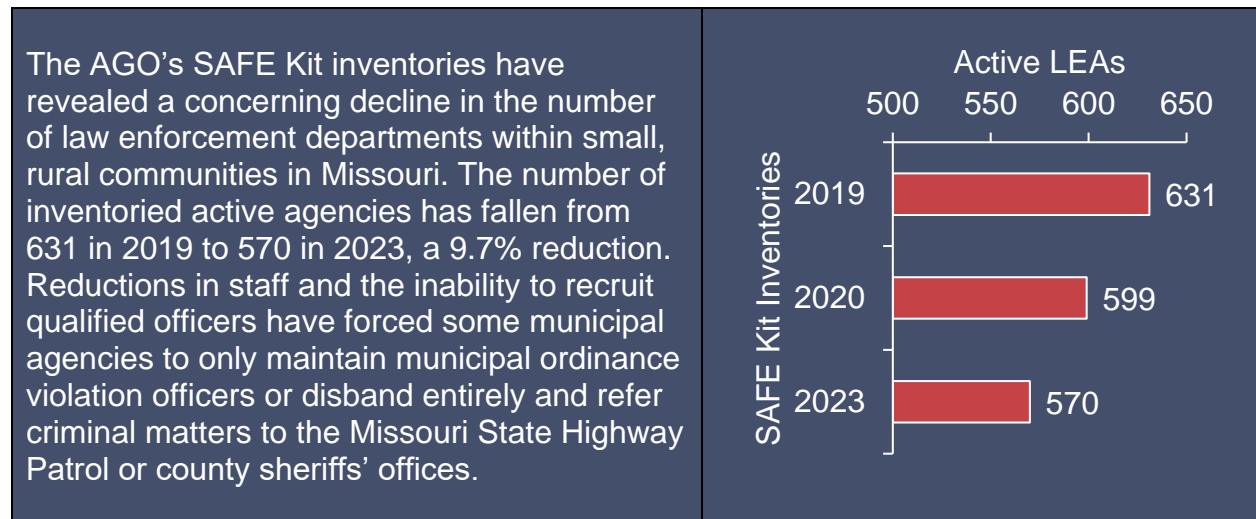 The AGO’s SAFE Kit inventories have
revealed a concerning decline in the number
of law enforcement departments within small,
rural communities in Missouri. The number of
inventoried active agencies has fallen from
631 in 2019 to 570 in 2023, a 9.7% reduction.
Reductions in staff and the inability to recruit
qualified officers have forced some municipal
agencies to only maintain municipal ordinance
violation officers or disband entirely and refer
criminal matters to the Missouri State Highway
Patrol or county sheriffs’ offices.
Active LEAs
500 550 600 650
SAFE Kit Inventories
2019 631
2020 599
2023 570